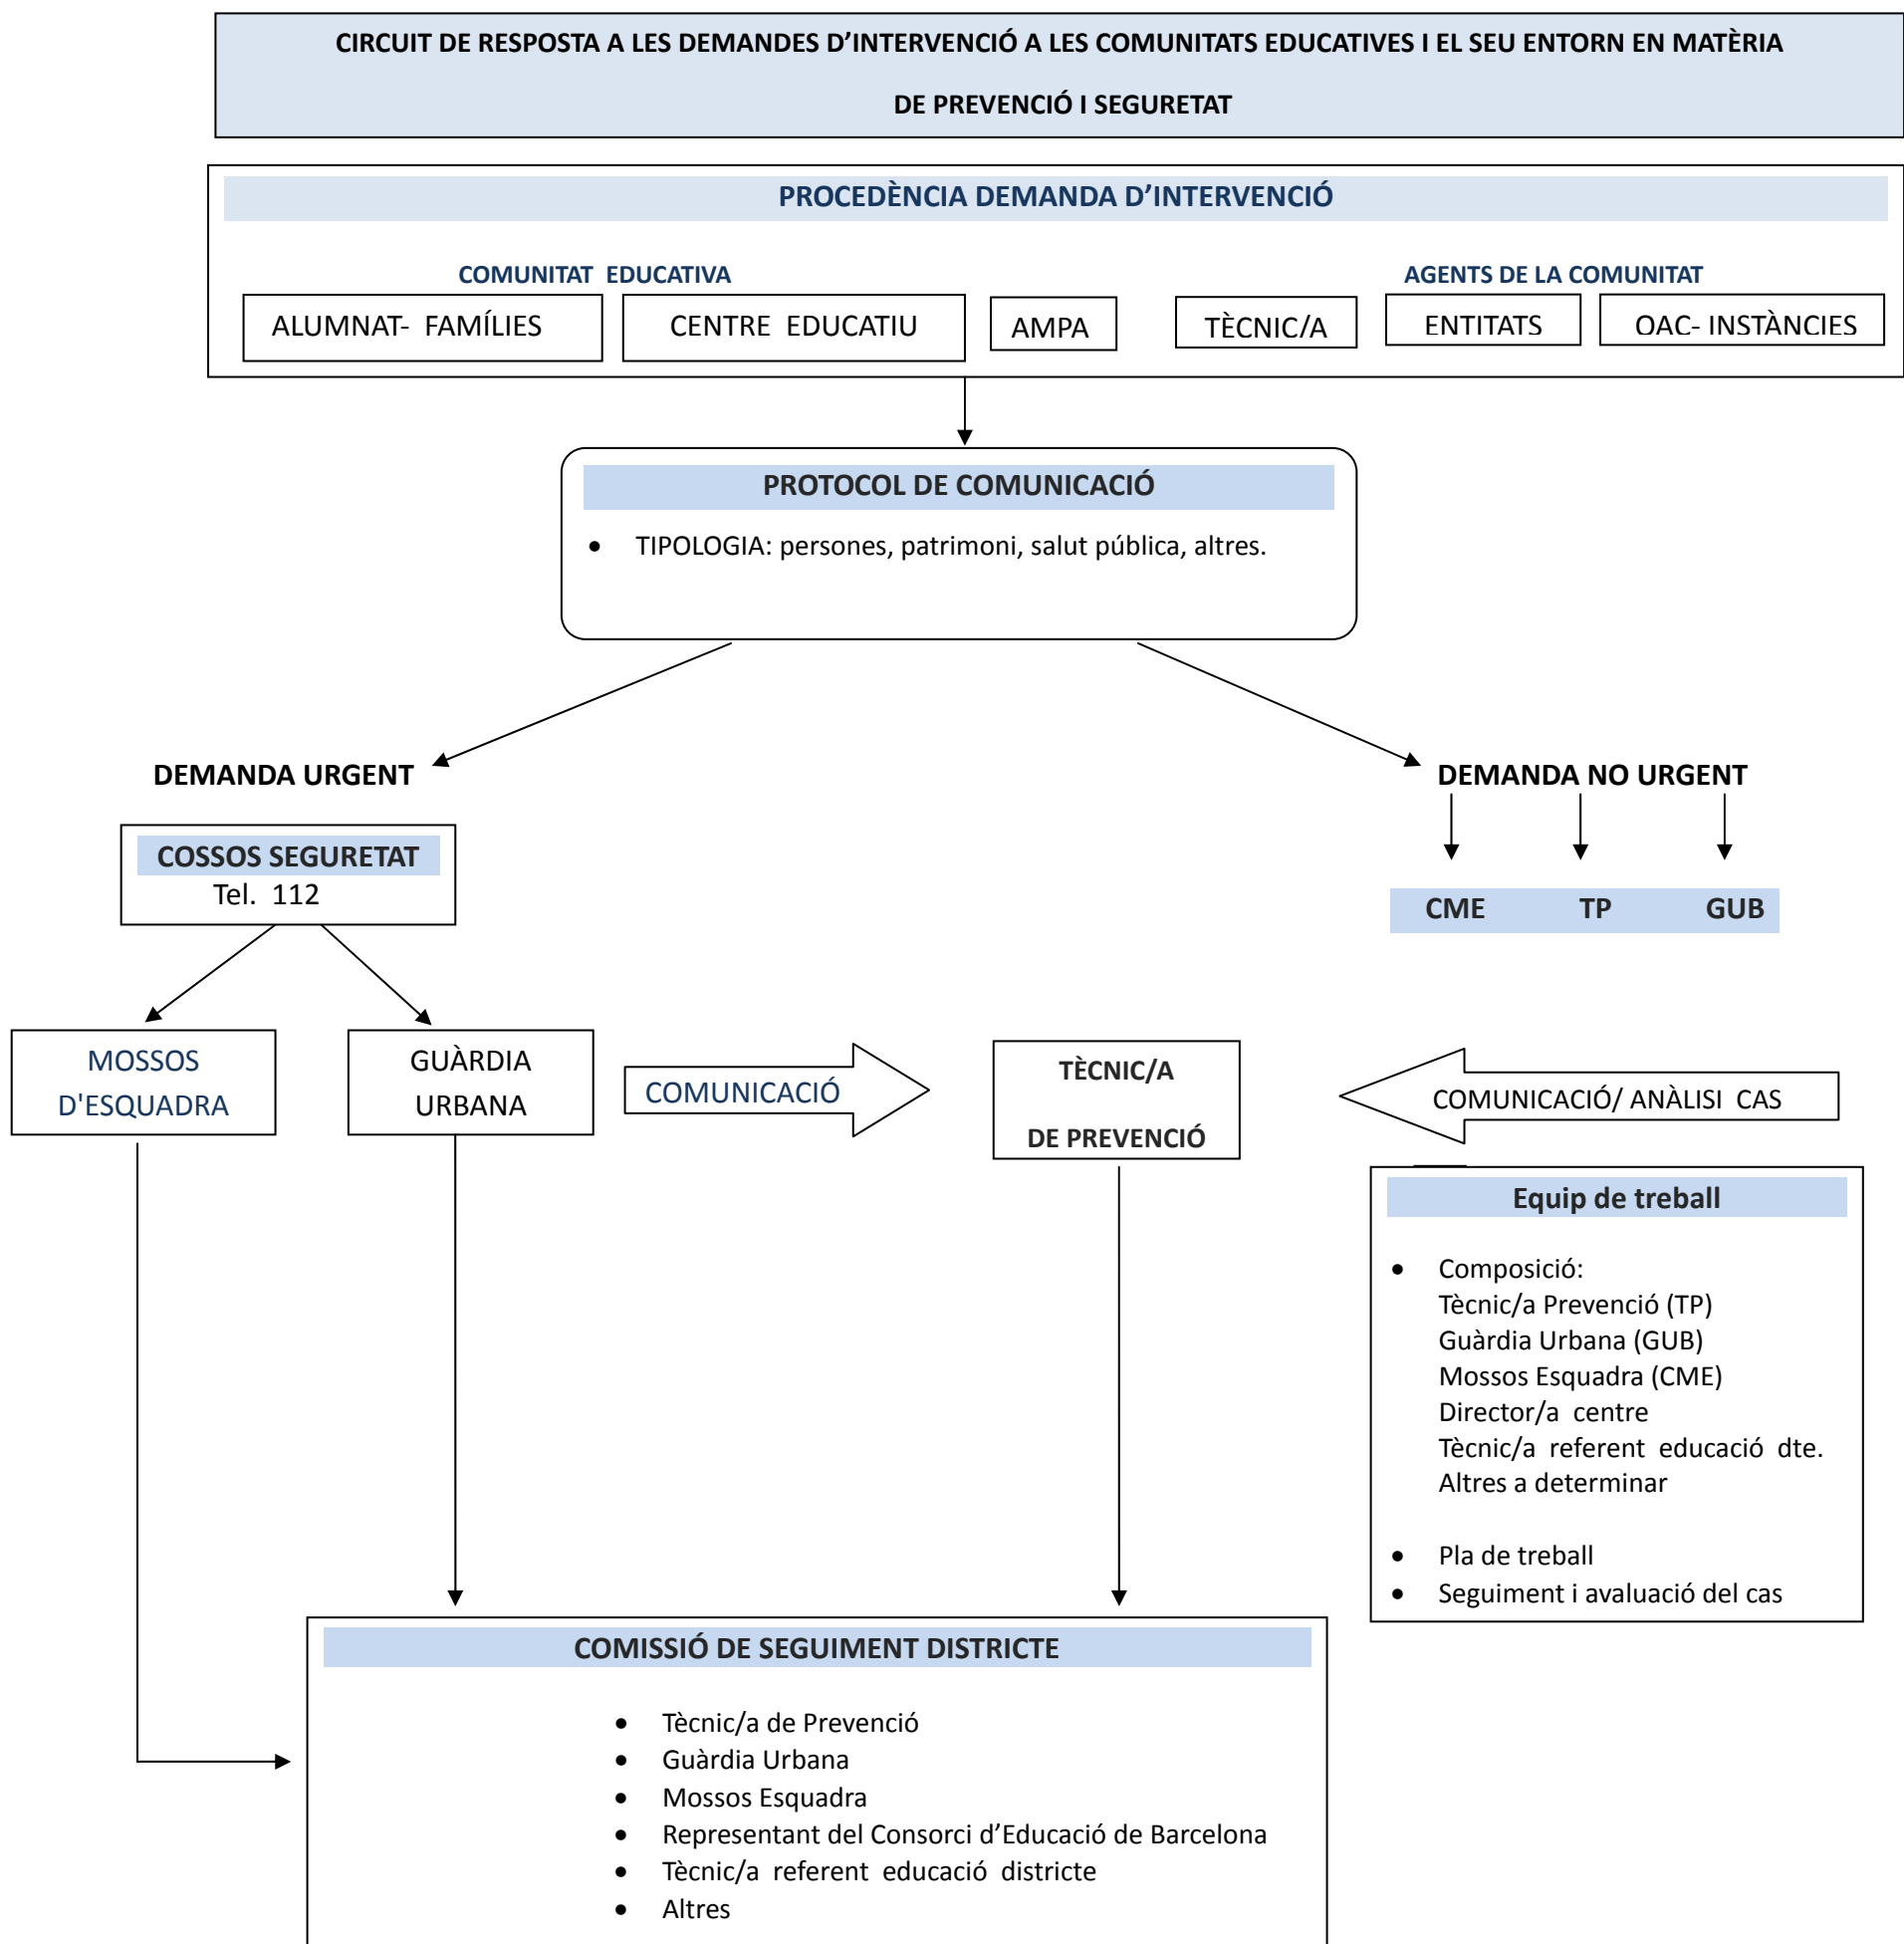 CIRCUIT DE RESPOSTA A LES DEMANDES D’INTERVENCIÓ A LES COMUNITATS EDUCATIVES I EL SEU ENTORN EN MATÈRIA
DE PREVENCIÓ I SEGURETAT
PROCEDÈNCIA DEMANDA D’INTERVENCIÓ
COMUNITAT EDUCATIVA
AGENTS DE LA COMUNITAT
ALUMNAT- FAMÍLIES
CENTRE EDUCATIU
AMPA
TÈCNIC/A
ENTITATS
OAC- INSTÀNCIES
PROTOCOL DE COMUNICACIÓ
• TIPOLOGIA: persones, patrimoni, salut pública, altres.
DEMANDA URGENT
DEMANDA NO URGENT
COSSOS SEGURETAT
Tel. 112
CME TP GUB
MOSSOS
D'ESQUADRA
GUÀRDIA
URBANA
COMUNICACIÓ
TÈCNIC/A
DE PREVENCIÓ
COMUNICACIÓ/ ANÀLISI CAS
Equip de treball
• Composició:
Tècnic/a Prevenció (TP)
Guàrdia Urbana (GUB)
Mossos Esquadra (CME)
Director/a centre
Tècnic/a referent educació dte.
Altres a determinar
• Pla de treball
• Seguiment i avaluació del cas
COMISSIÓ DE SEGUIMENT DISTRICTE
• Tècnic/a de Prevenció
• Guàrdia Urbana
• Mossos Esquadra
• Representant del Consorci d’Educació de Barcelona
• Tècnic/a referent educació districte
• Altres